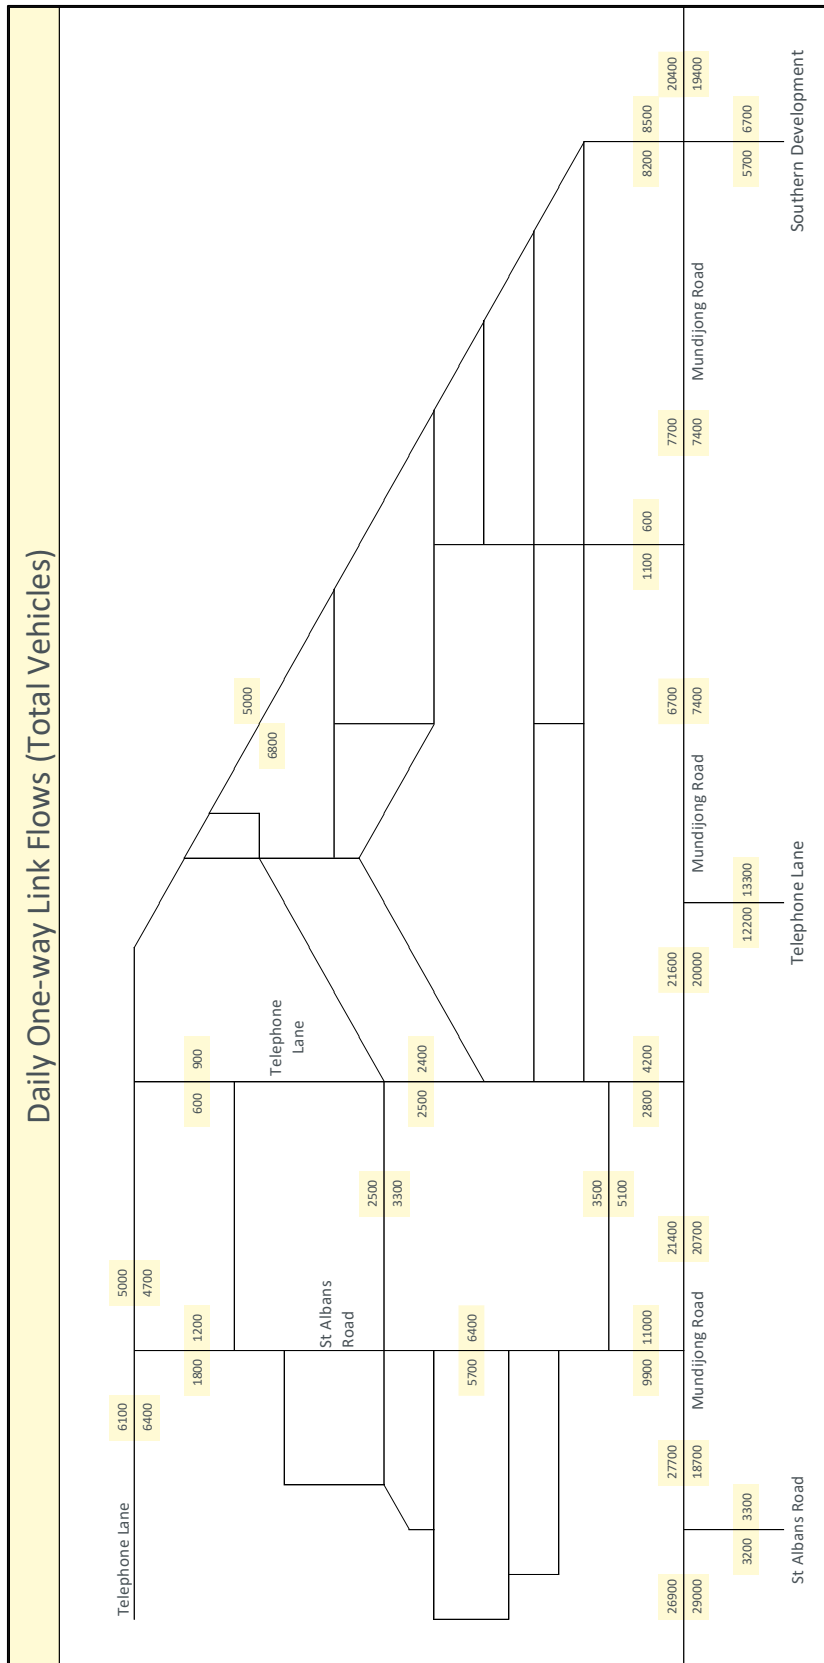 Daily One-way Link Flows (Total Vehicles)
Telephone Lane
6100
5000
6400
4700
1800 1200
600 900
5000
6800
Telephone
Lane
St Albans
Road
2500
3300
2500 2400
5700 6400
3500
5100
9900 11000
2800 4200
1100 600
8200 8500
26900
27700
21400
21600
6700
7700
20400
29000
18700
Mundijong Road
20700
20000
Mundijong Road
7400
7400
Mundijong Road
19400
3200 3300
12200 13300
5700 6700
St Albans Road
Telephone Lane
Southern Development